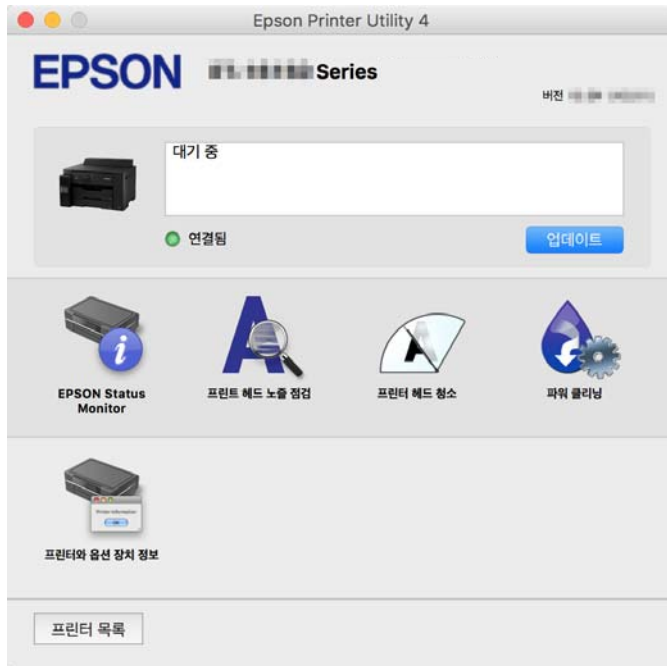 Epson Printer Utility 4
EPSON
Series
버전
대기 중
연결됨
업데이트
EPSON Status
Monitor
프린트 헤드 노즐 점검
프린터 헤드 청소
파워 클리닝
Printer Information
OK
프린터와 옵션 장치 정보
프린터 목록